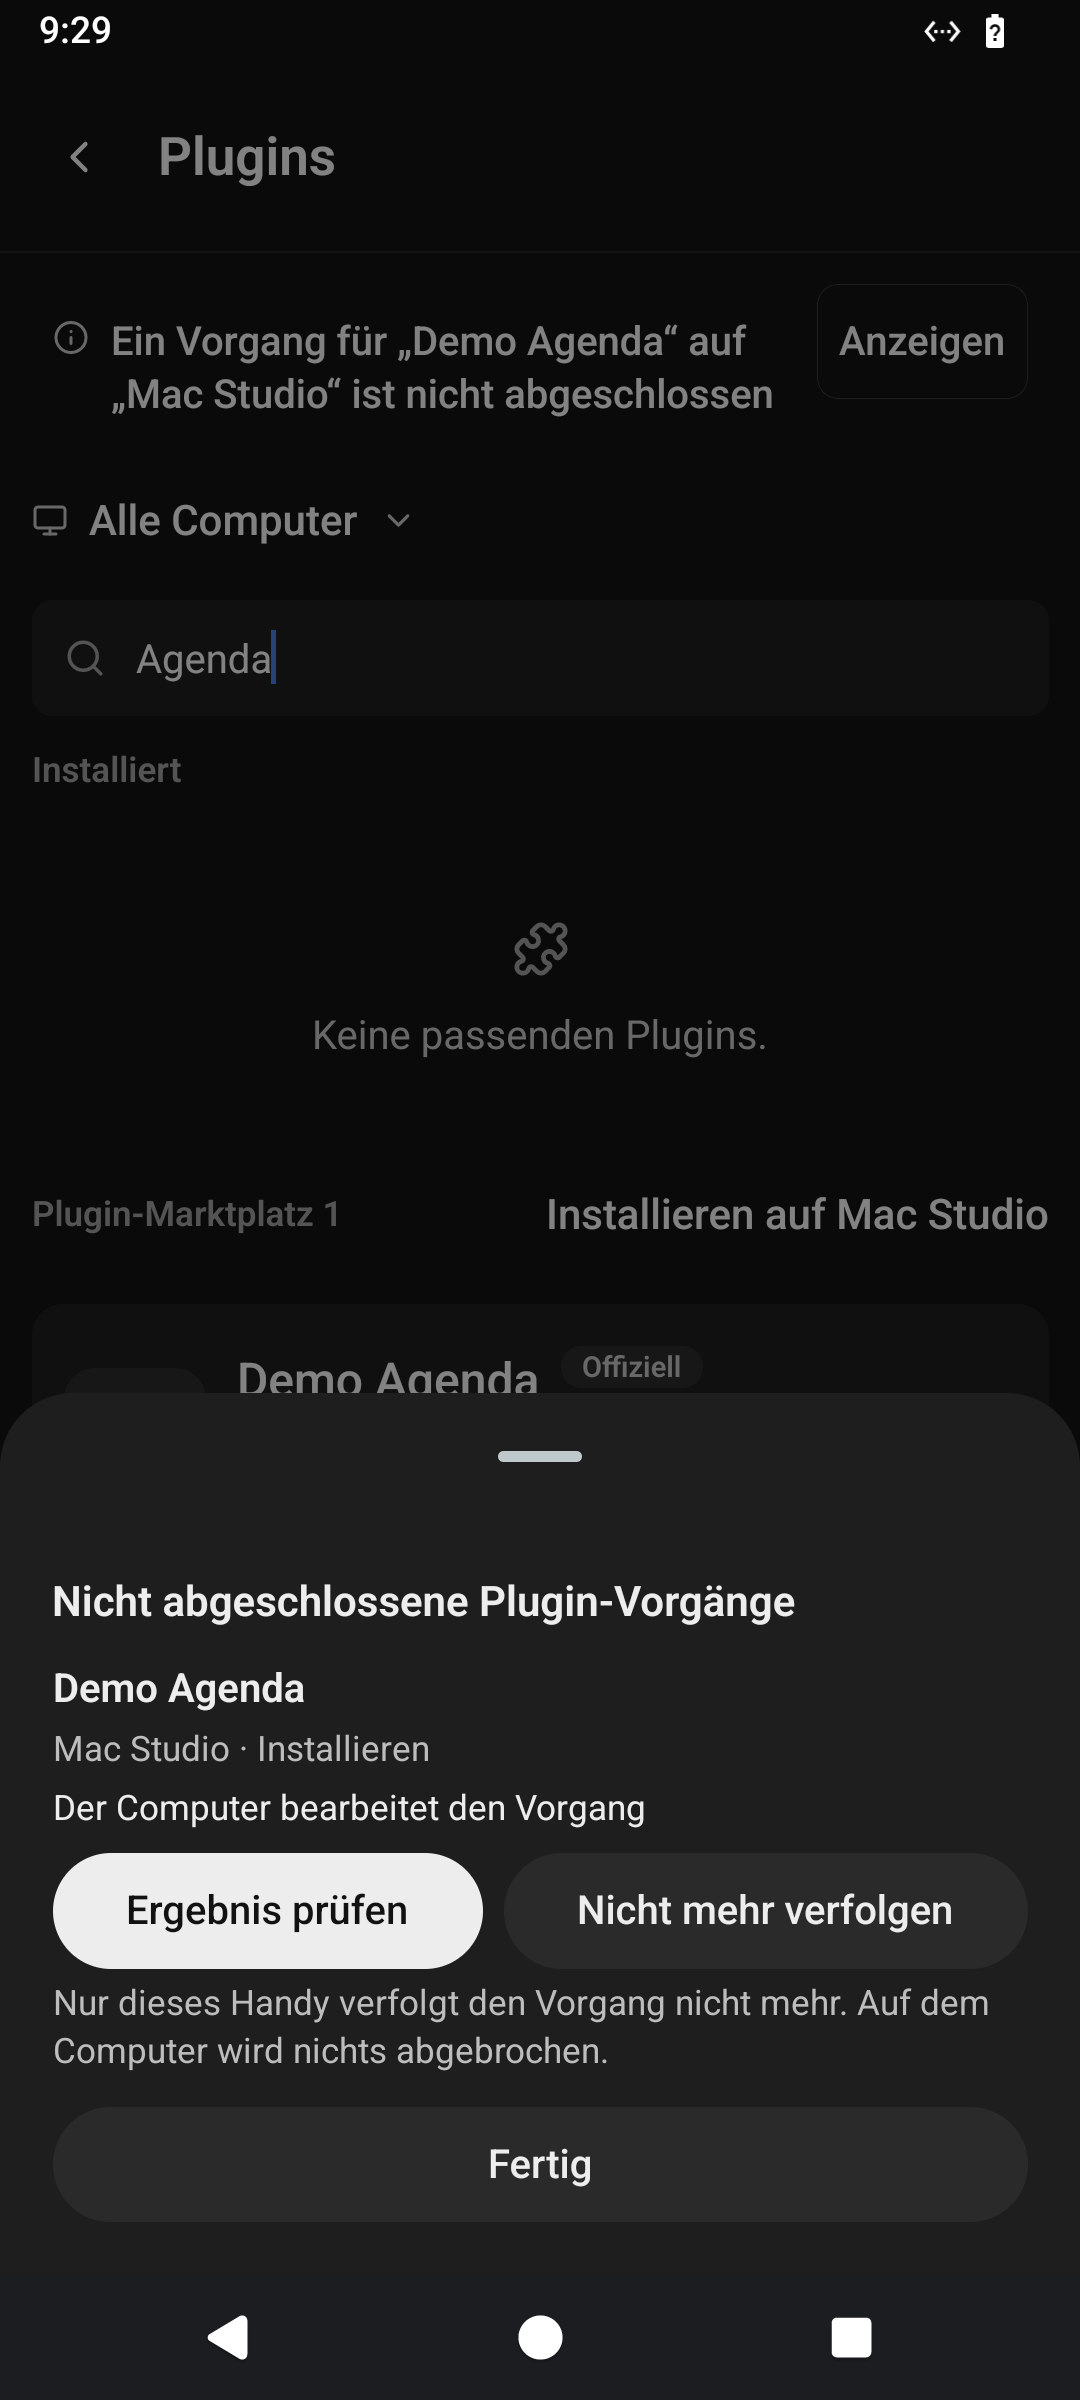 9:29
Plugins
Ein Vorgang für „Demo Agenda“ auf
„Mac Studio“ ist nicht abgeschlossen
Anzeigen
Alle Computer
Agenda
Installiert
Keine passenden Plugins.
Plugin-Marktplatz 1
Installieren auf Mac Studio
Demo Agenda
Offiziell
Nicht abgeschlossene Plugin-Vorgänge
Demo Agenda
Mac Studio · Installieren
Der Computer bearbeitet den Vorgang
Ergebnis prüfen
Nicht mehr verfolgen
Nur dieses Handy verfolgt den Vorgang nicht mehr. Auf dem
Computer wird nichts abgebrochen.
Fertig